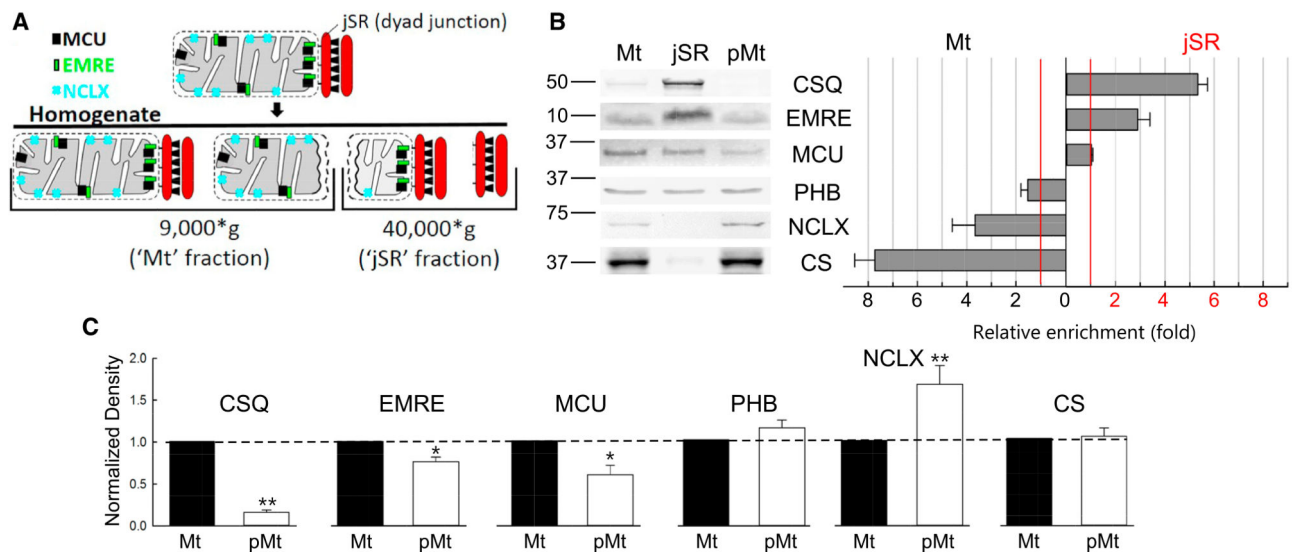 A
jSR (dyad junction)
MCU
EMRE
NCLX
Homogenate
9,000*g
('Mt' fraction)
40,000*g
('jSR' fraction)
B
Mt jSR pMt
50
10
37
37
75
37
CSQ
EMRE
MCU
PHB
NCLX
CS
Mt jSR
8 6 4 2 0 2 4 6 8
Relative enrichment (fold)
C
Normalized Density
2.0
1.5
1.0
0.5
0.0
CSQ EMRE MCU PHB NCLX CS
** * * **
Mt pMt Mt pMt Mt pMt Mt pMt Mt pMt Mt pMt